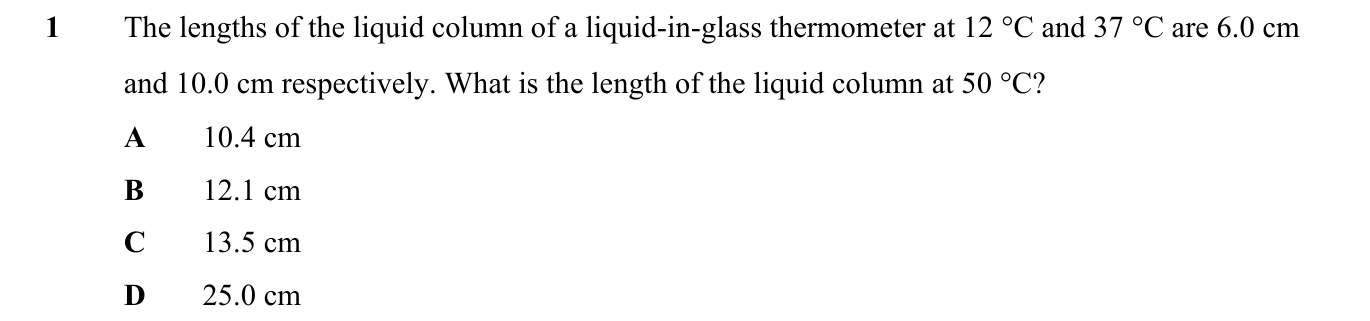 1 The lengths of the liquid column of a liquid-in-glass thermometer at 12 °C and 37 °C are 6.0 cm
and 10.0 cm respectively. What is the length of the liquid column at 50 °C?
A 10.4 cm
B 12.1 cm
C 13.5 cm
D 25.0 cm